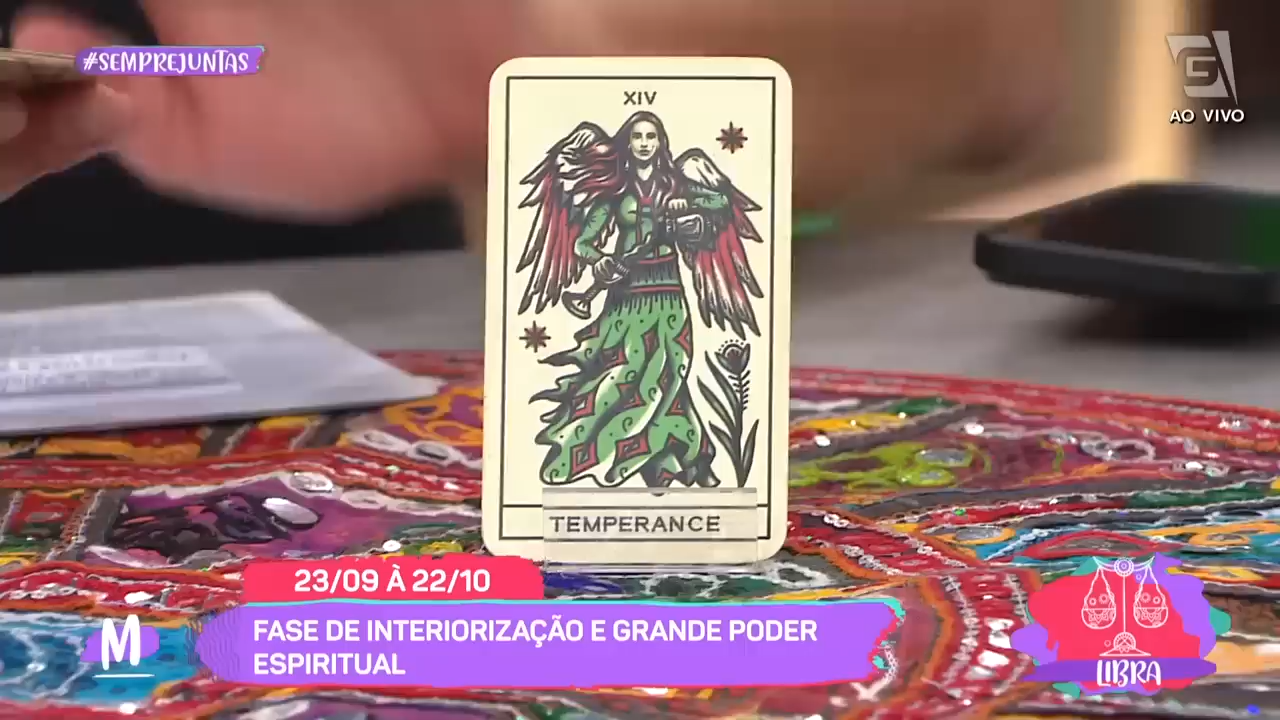 #SEMPREJUNTAS
G
AO VIVO
XIV
TEMPERANCE
23/09 À 22/10
M
FASE DE INTERIORIZAÇÃO E GRANDE PODER
ESPIRITUAL
LIBRA